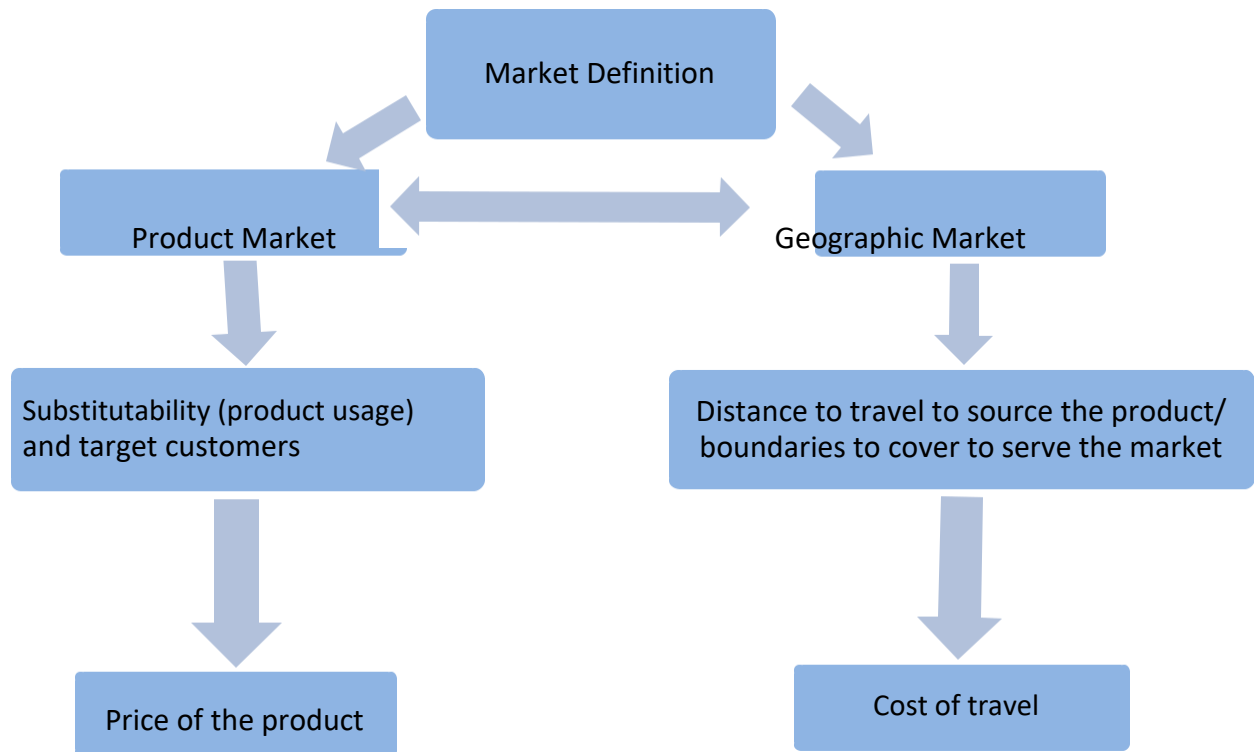 Market Definition
Product Market
Geographic Market
Substitutability (product usage)
and target customers
Distance to travel to source the product/
boundaries to cover to serve the market
Price of the product
Cost of travel